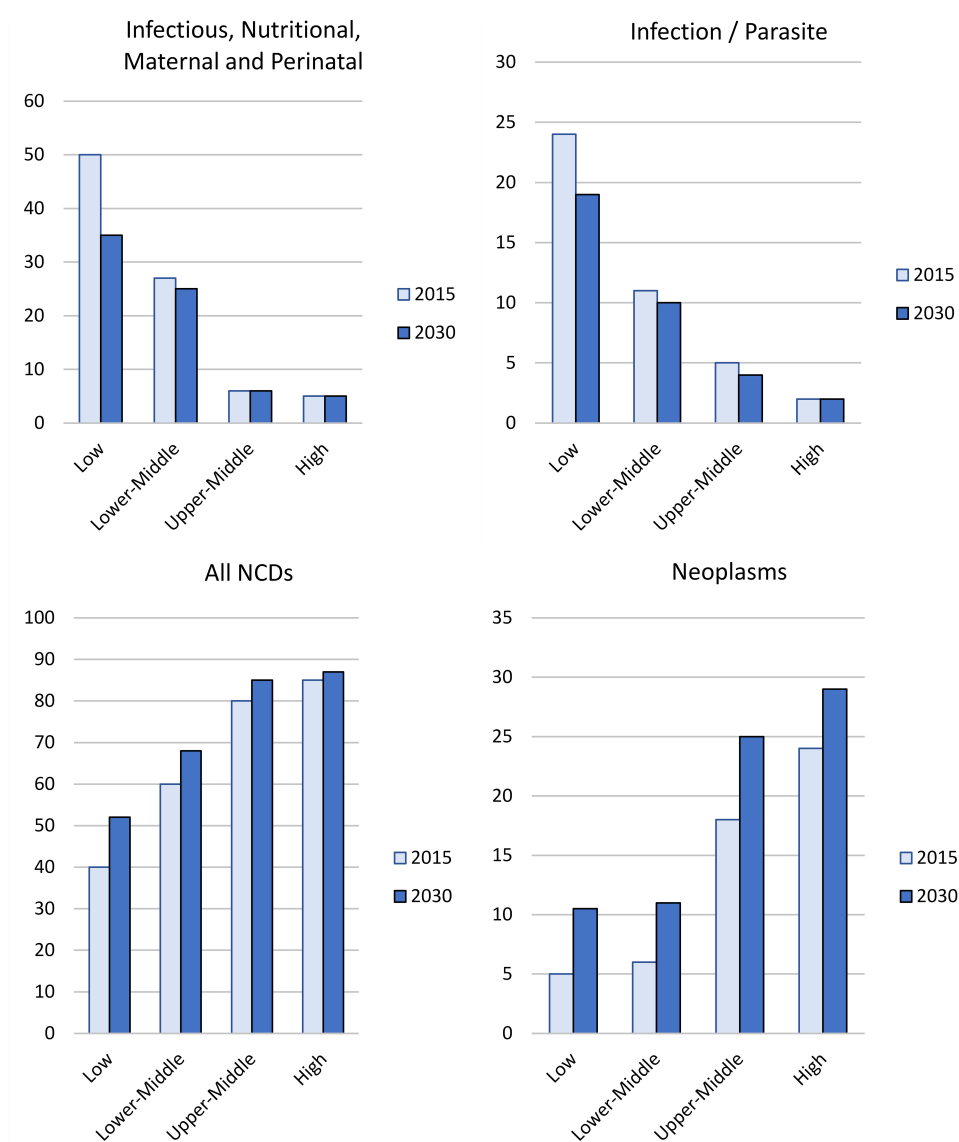 Infectious, Nutritional,
Maternal and Perinatal
60
50
40
30
20
10
0
Low
Lower-Middle
Upper-Middle
High
2015
2030
Infection / Parasite
30
25
20
15
10
5
0
Low
Lower-Middle
Upper-Middle
High
2015
2030
All NCDs
100
90
80
70
60
50
40
30
20
10
0
Low
Lower-Middle
Upper-Middle
High
2015
2030
Neoplasms
35
30
25
20
15
10
5
0
Low
Lower-Middle
Upper-Middle
High
2015
2030